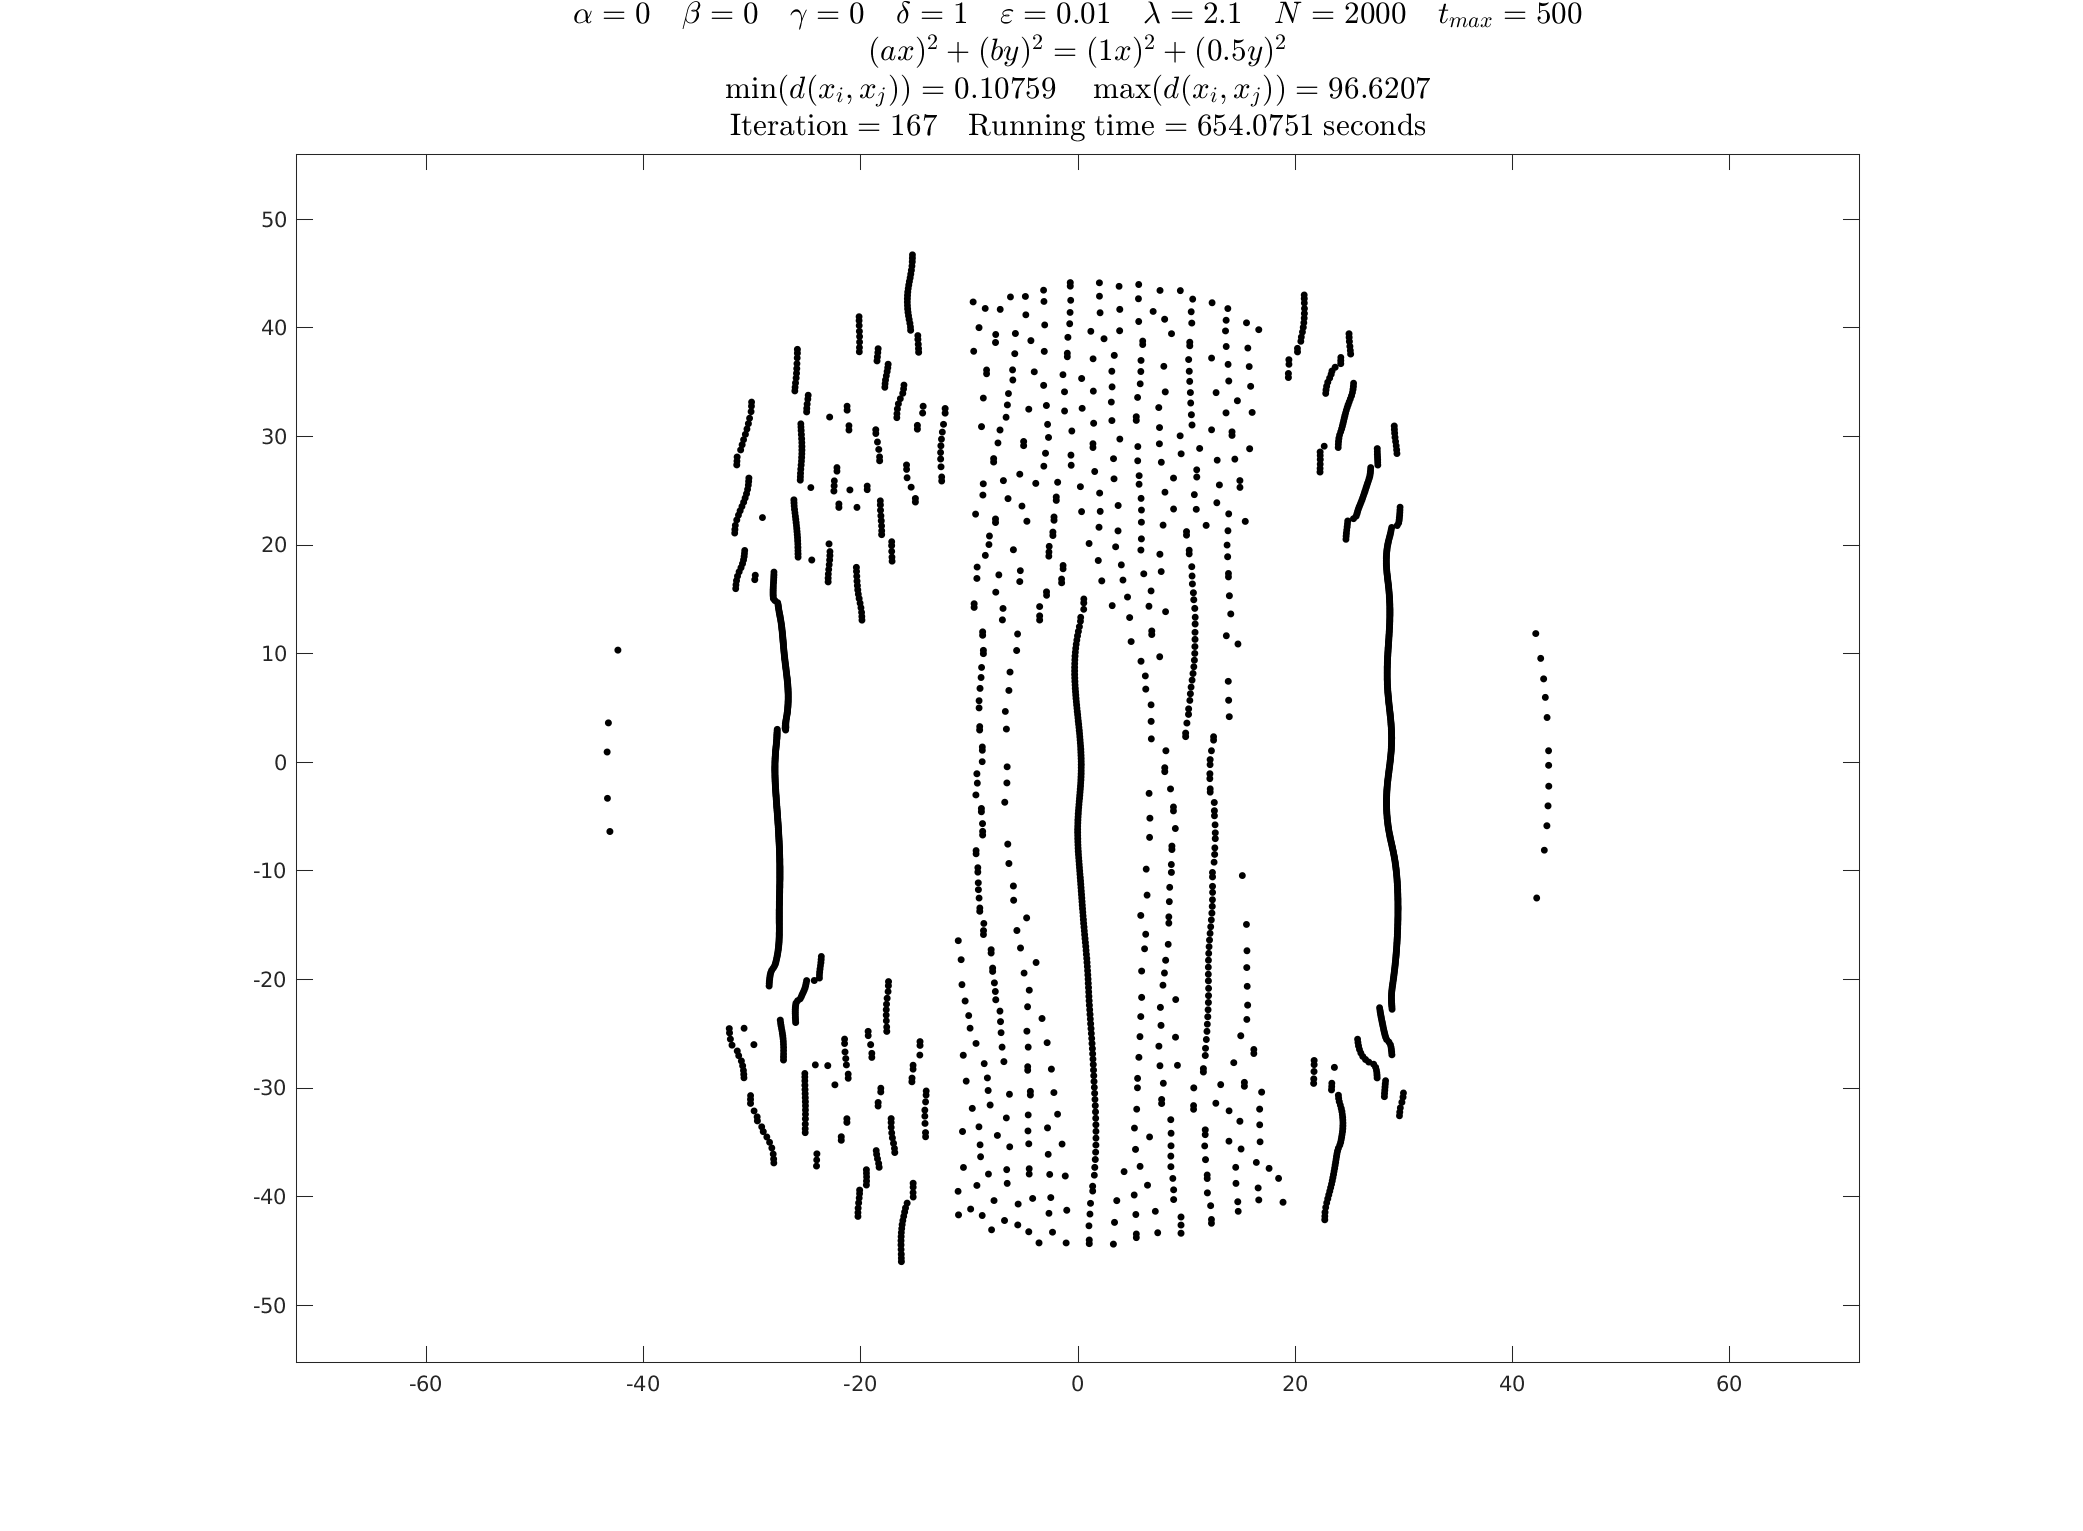 α = 0 β = 0 γ = 0 δ = 1 ε = 0.01 λ = 2.1 N = 2000 t_max = 500
(ax)² + (by)² = (1x)² + (0.5y)²
min(d(x_i, x_j)) = 0.10759 max(d(x_i, x_j)) = 96.6207
Iteration = 167 Running time = 654.0751 seconds
50
40
30
20
10
0
-10
-20
-30
-40
-50
-60 -40 -20 0 20 40 60